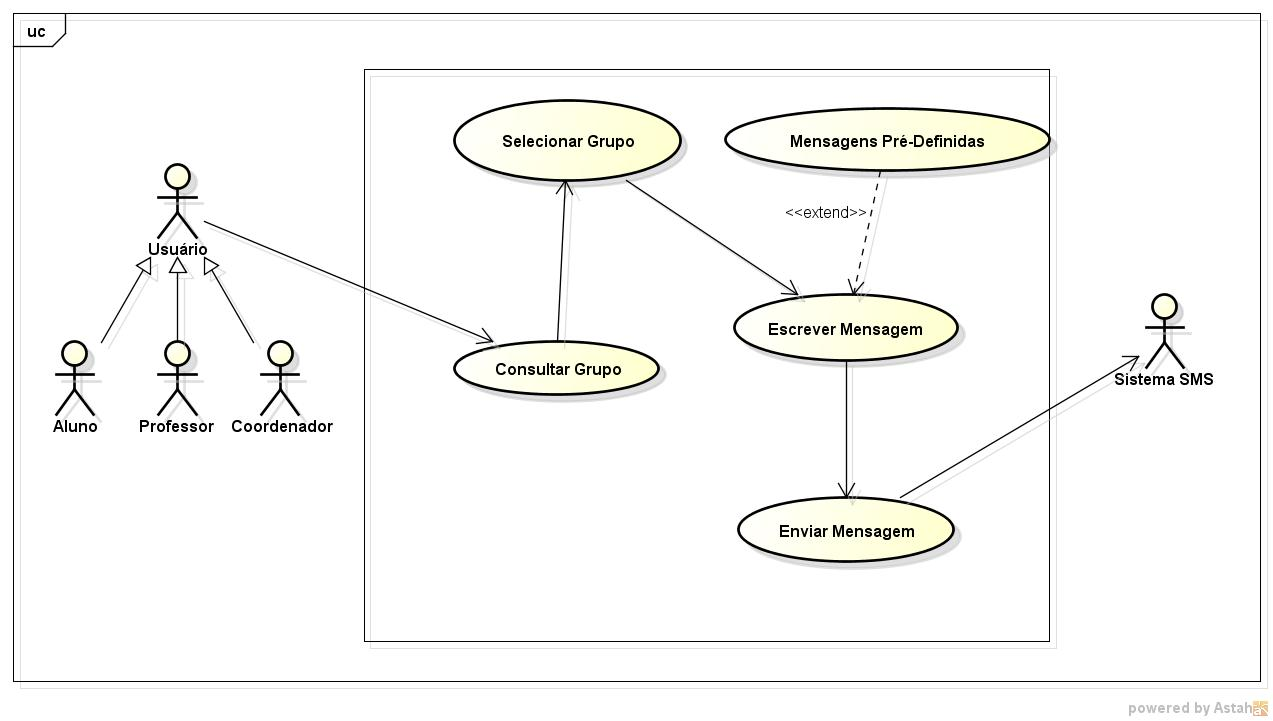 uc
Selecionar Grupo
Mensagens Pré-Definidas
<<extend>>
Usuário
Escrever Mensagem
Consultar Grupo
Sistema SMS
Aluno
Professor
Coordenador
Enviar Mensagem
powered by Astah